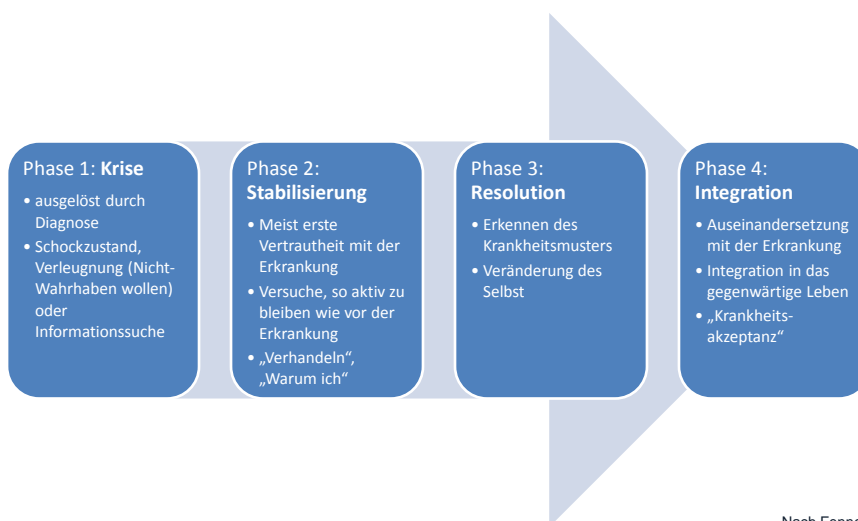 Phase 1: Krise
• ausgelöst durch
Diagnose
• Schockzustand,
Verleugnung (Nicht-
Wahrhaben wollen)
oder
Informationssuche
Phase 2:
Stabilisierung
• Meist erste
Vertrautheit mit der
Erkrankung
• Versuche, so aktiv zu
bleiben wie vor der
Erkrankung
• „Verhandeln“,
„Warum ich“
Phase 3:
Resolution
• Erkennen des
Krankheitsmusters
• Veränderung des
Selbst
Phase 4:
Integration
• Auseinandersetzung
mit der Erkrankung
• Integration in das
gegenwärtige Leben
• „Krankheits-
akzeptanz“